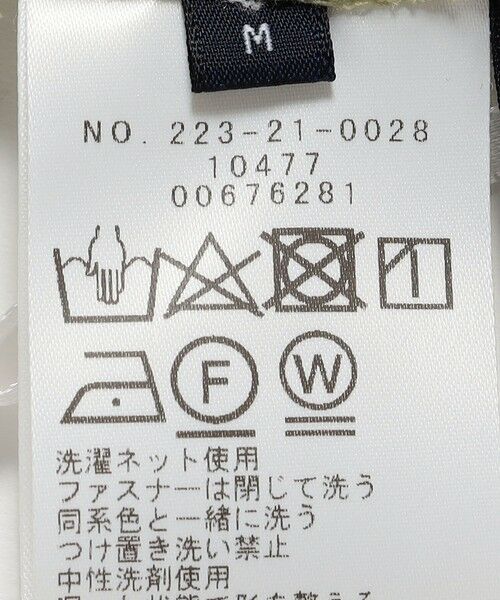 M
NO. 223-21-0028
10477
00676281
F
W
洗濯ネット使用
ファスナーは閉じて洗う
同系色と一緒に洗う
つけ置き洗い禁止
中性洗剤使用